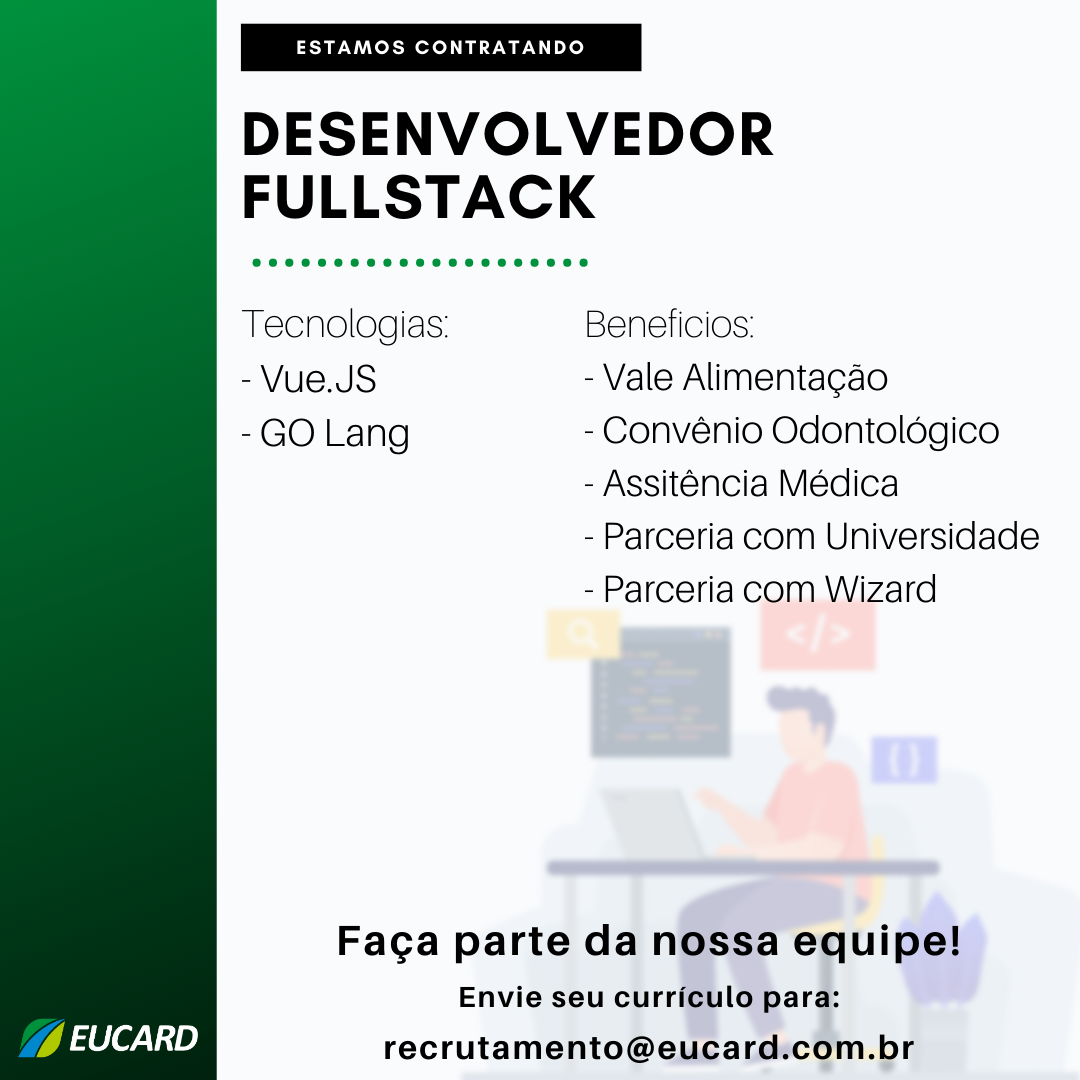 ESTAMOS CONTRATANDO
DESENVOLVEDOR
FULLSTACK
Tecnologias:
- Vue.JS
- GO Lang
Beneficios:
- Vale Alimentação
- Convênio Odontológico
- Assitência Médica
- Parceria com Universidade
- Parceria com Wizard
</>
{ }
Faça parte da nossa equipe!
Envie seu currículo para:
recrutamento@eucard.com.br
EUCARD